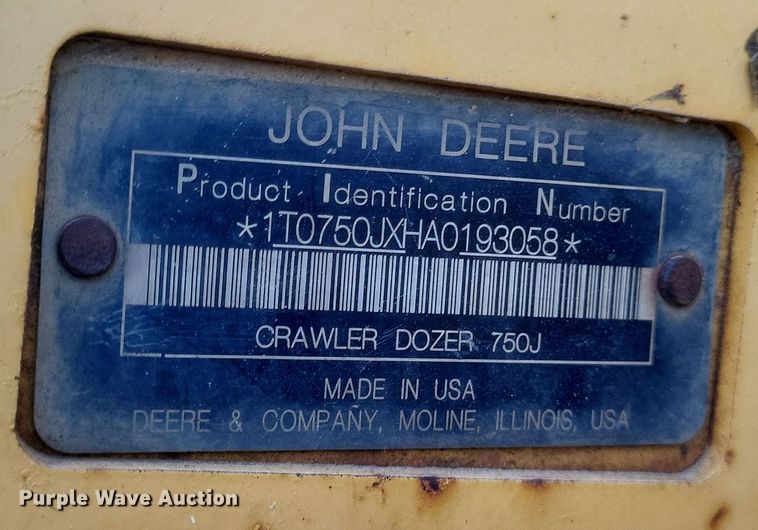 JOHN DEERE
Product Identification Number
*1T0750JXHA0193058*
CRAWLER DOZER 750J
MADE IN USA
DEERE & COMPANY, MOLINE, ILLINOIS, USA
Purple Wave Auction